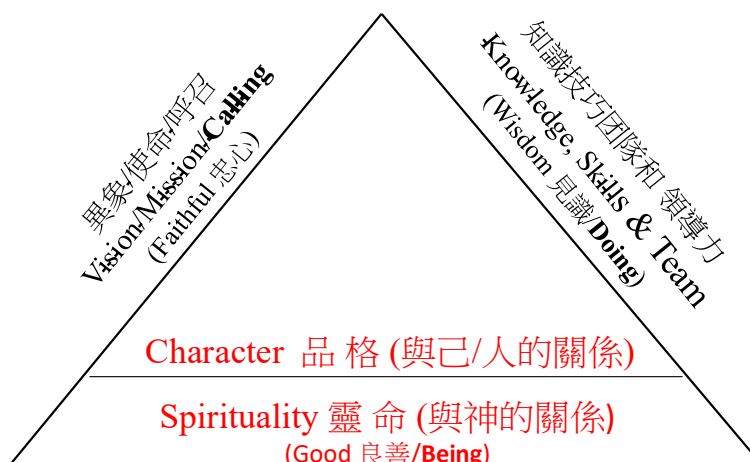 異象/使命/呼召
Vision/Mission/Calling
(Faithful 忠心)
知識技巧团隊和 領導力
Knowledge, Skills & Team
(Wisdom 見識/Doing)
Character 品 格 (與己/人的關係)
Spirituality 靈 命 (與神的關係)
(Good 良善/Being)